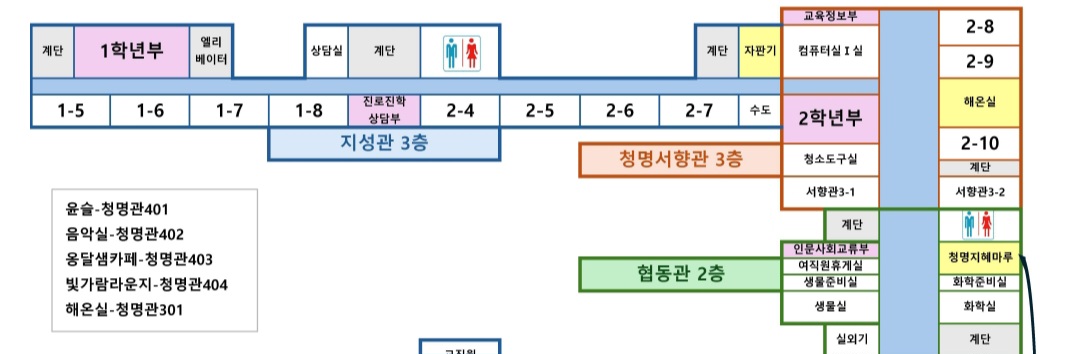 계단
1학년부
엘리
베이터
상담실
계단
계단
자판기
교육정보부
컴퓨터실 I 실
2-8
2-9
해온실
1-5
1-6
1-7
1-8
진로진학
상담부
2-4
2-5
2-6
2-7
수도
2학년부
2-10
지성관 3층
청명서향관 3층
청소도구실
계단
서향관3-1
서향관3-2
윤슬-청명관401
음악실-청명관402
옹달샘카페-청명관403
빛가람라운지-청명관404
해온실-청명관301
계단
인문사회교류부
청명지혜마루
협동관 2층
여직원휴게실
생물준비실
화학준비실
생물실
화학실
실외기
계단